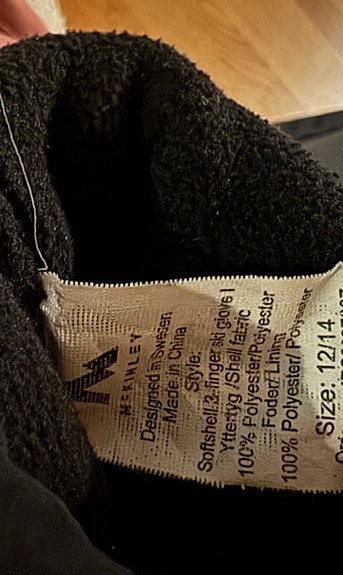 McKINLEY
Designed in Sweden
Made in China
Style:
Softshell 3-finger ski glove I
Yttertyg /Shell fabric
100% Polyester/Polyester
Foder/ Lining
100% Polyester/ Polyester
Size: 12/14